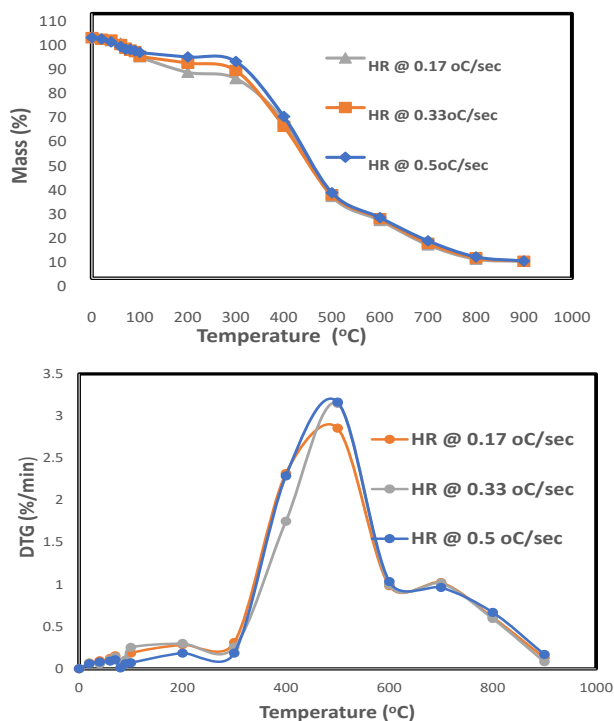 110
100
90
80
70
60
50
40
30
20
10
0
Mass (%)
HR @ 0.17 oC/sec
HR @ 0.33oC/sec
HR @ 0.5oC/sec
0 100 200 300 400 500 600 700 800 900 1000
Temperature (oC)
3.5
3
2.5
2
1.5
1
0.5
0
DTG (%/min)
HR @ 0.17 oC/sec
HR @ 0.33 oC/sec
HR @ 0.5 oC/sec
0 200 400 600 800 1000
Temperature (oC)